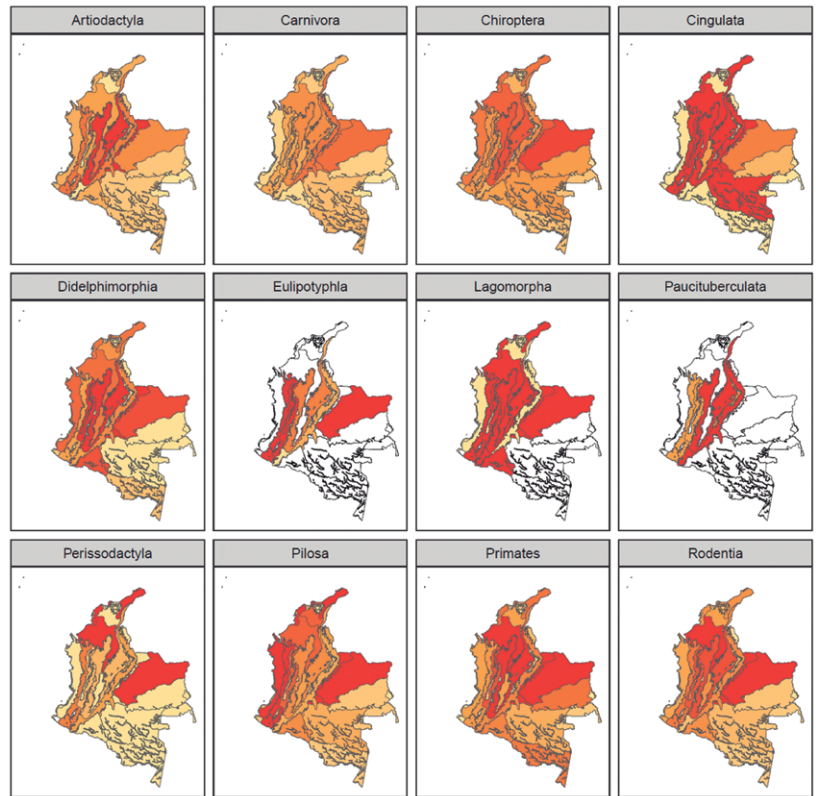 Artiodactyla
Carnivora
Chiroptera
Cingulata
Didelphimorphia
Eulipotyphla
Lagomorpha
Paucituberculata
Perissodactyla
Pilosa
Primates
Rodentia